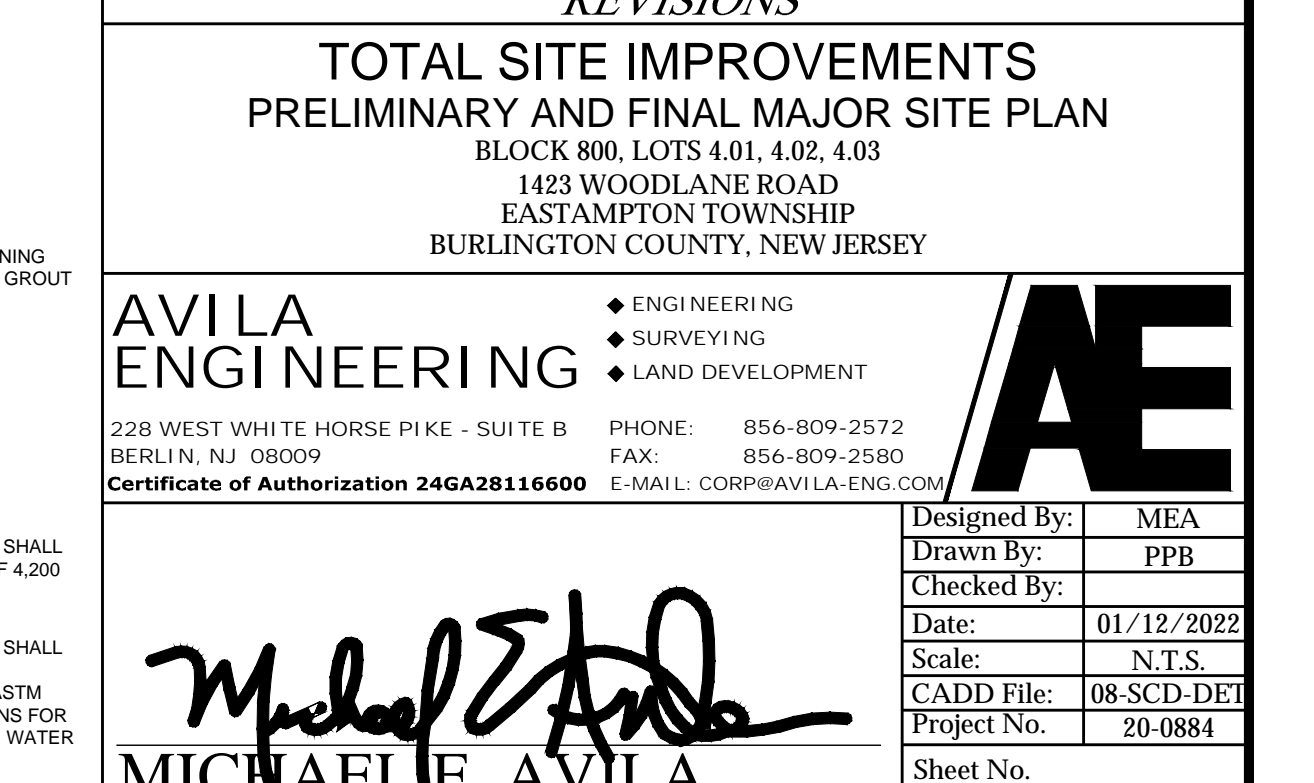 REVISIONS
TOTAL SITE IMPROVEMENTS
PRELIMINARY AND FINAL MAJOR SITE PLAN
BLOCK 800, LOTS 4.01, 4.02, 4.03
1423 WOODLANE ROAD
EASTAMPTON TOWNSHIP
BURLINGTON COUNTY, NEW JERSEY
GROUT
AVILA
ENGINEERING
◆ ENGINEERING
◆ SURVEYING
◆ LAND DEVELOPMENT
AE
228 WEST WHITE HORSE PIKE - SUITE B
BERLIN, NJ 08009
Certificate of Authorization 24GA28116600
PHONE: 856-809-2572
FAX: 856-809-2580
E-MAIL: CORP@AVILA-ENG.COM
SHALL
4,200
SHALL
ASTM
FOR
WATER
Michael E Avila
MICHAEL E. AVILA
Designed By: MEA
Drawn By: PPB
Checked By:
Date: 01/12/2022
Scale: N.T.S.
CADD File: 08-SCD-DET
Project No. 20-0884
Sheet No.